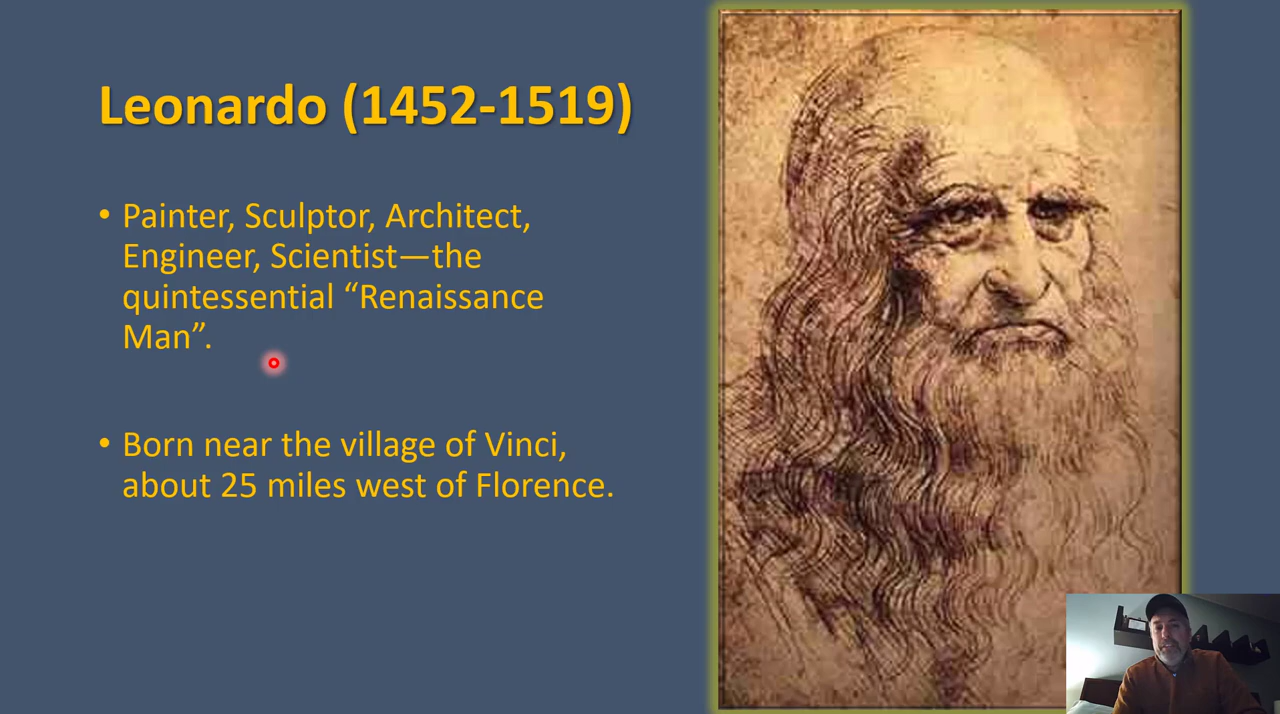 Leonardo (1452-1519)
• Painter, Sculptor, Architect,
Engineer, Scientist—the
quintessential “Renaissance
Man”.
• Born near the village of Vinci,
about 25 miles west of Florence.